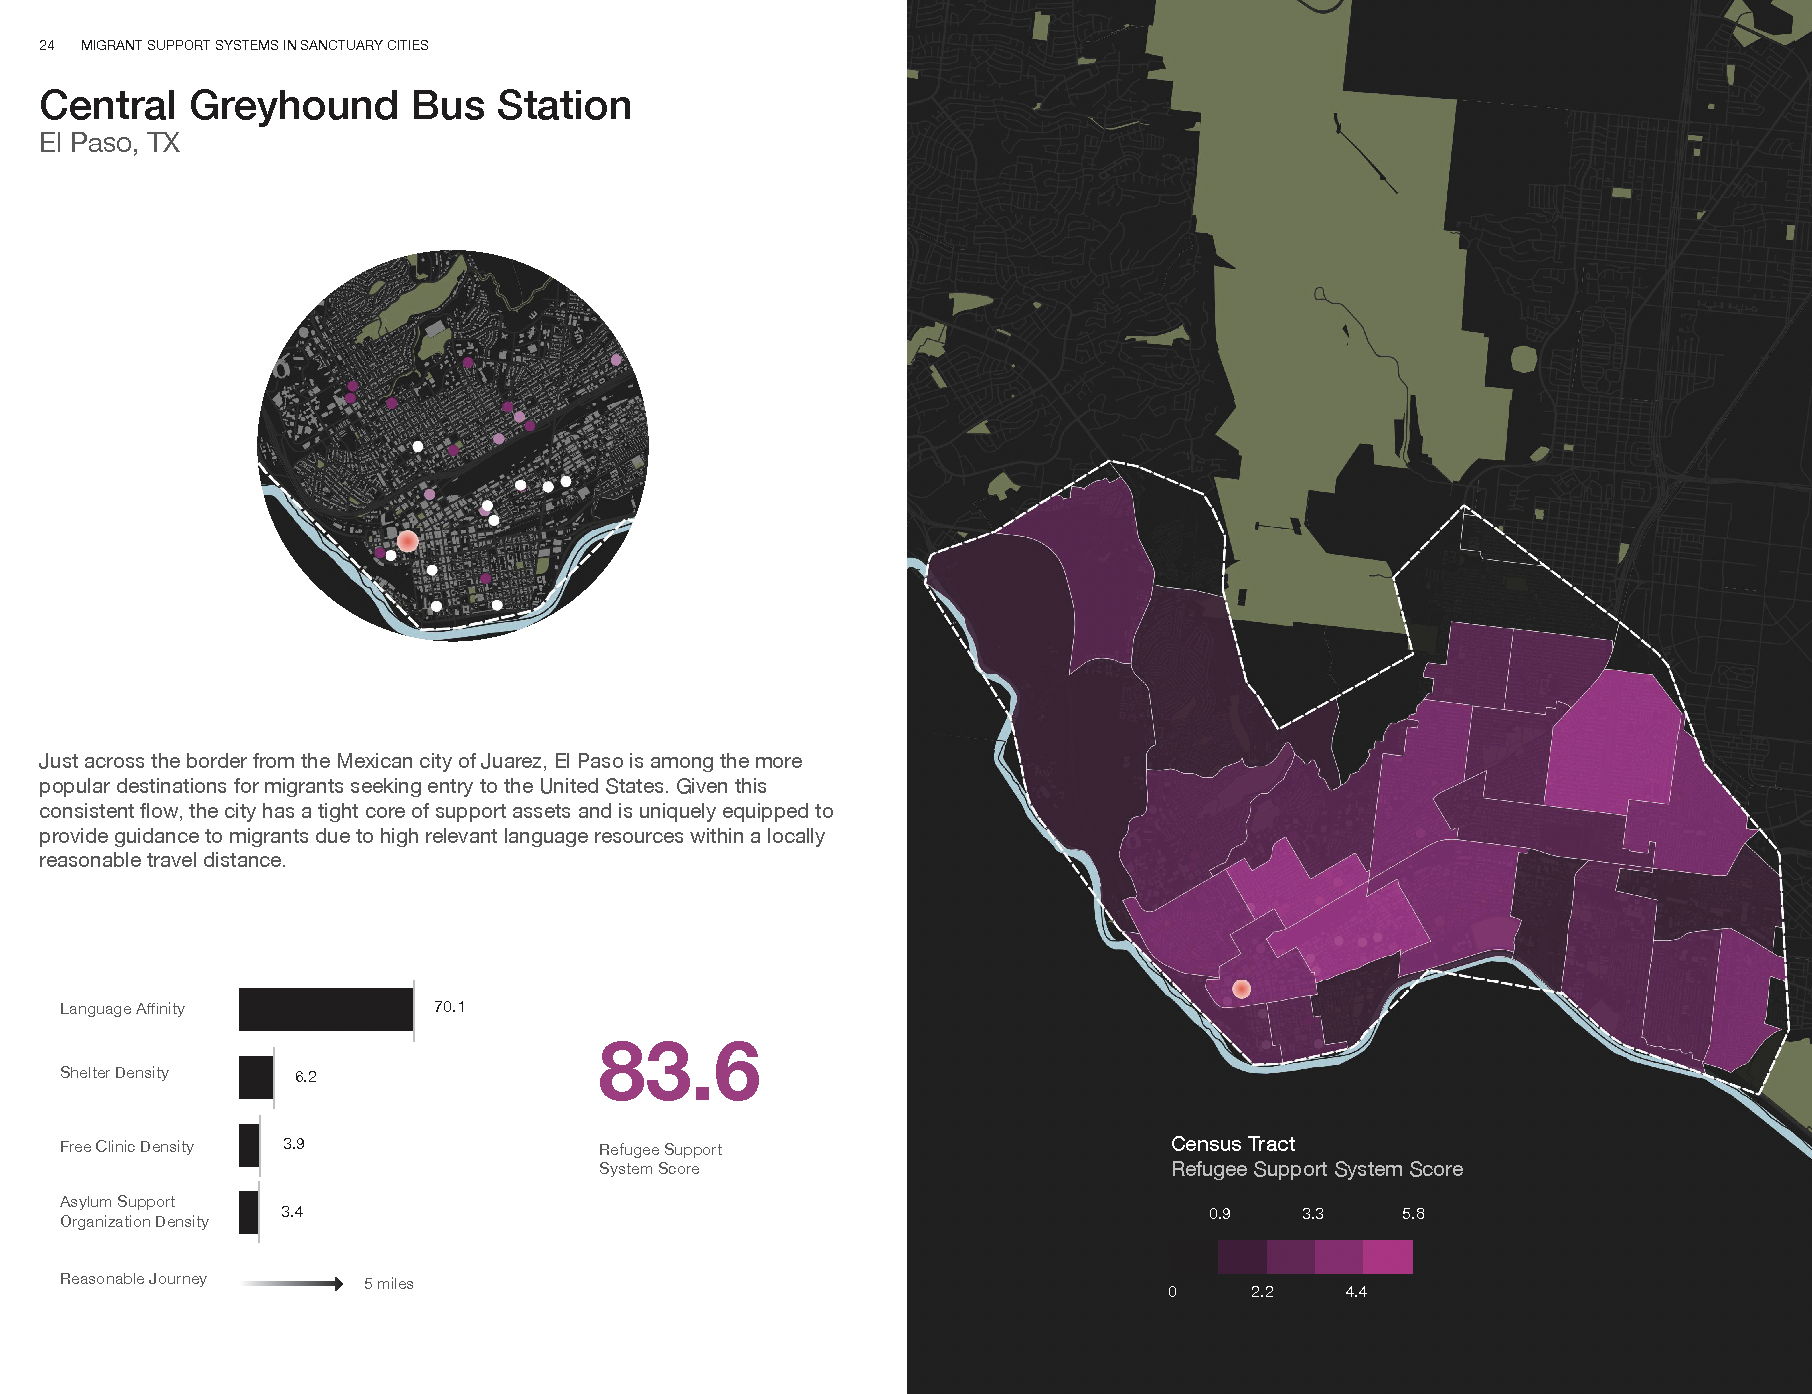 24 MIGRANT SUPPORT SYSTEMS IN SANCTUARY CITIES
Central Greyhound Bus Station
El Paso, TX
Just across the border from the Mexican city of Juarez, El Paso is among the more
popular destinations for migrants seeking entry to the United States. Given this
consistent flow, the city has a tight core of support assets and is uniquely equipped to
provide guidance to migrants due to high relevant language resources within a locally
reasonable travel distance.
Language Affinity 70.1
Shelter Density 6.2
Free Clinic Density 3.9
Asylum Support
Organization Density 3.4
Reasonable Journey 5 miles
83.6
Refugee Support
System Score
Census Tract
Refugee Support System Score
0.9 3.3 5.8
0 2.2 4.4